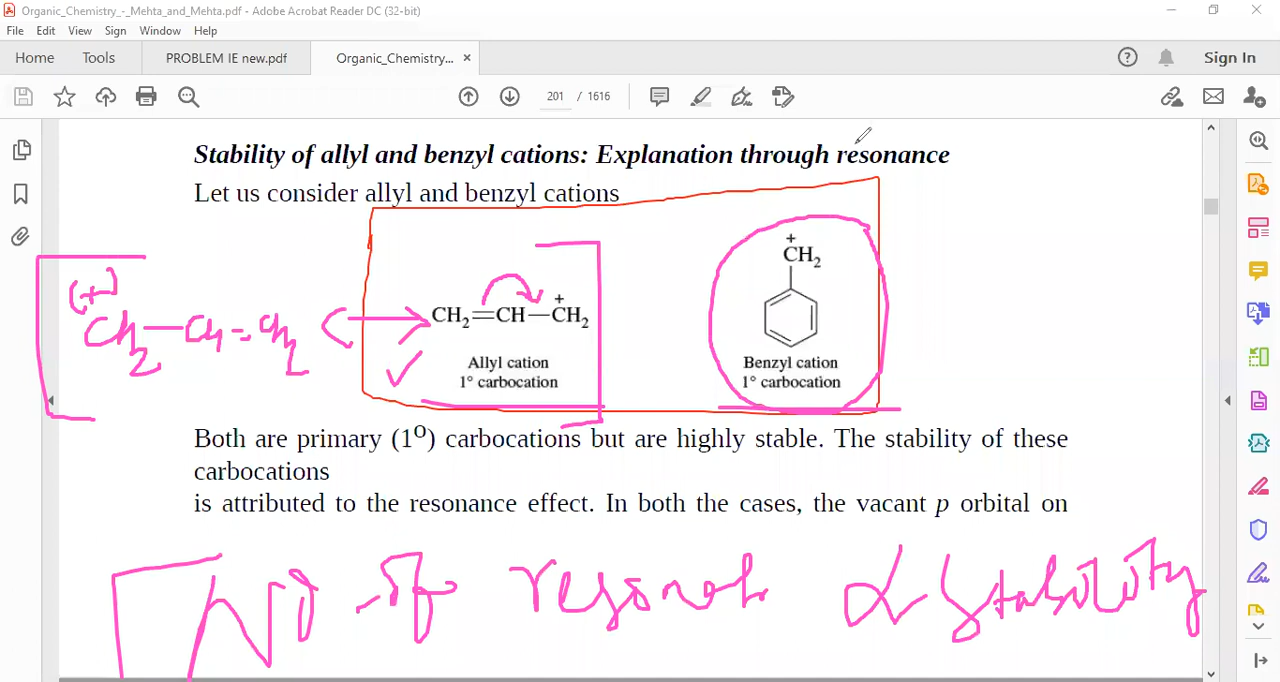 Organic_Chemistry_-_Mehta_and_Mehta.pdf - Adobe Acrobat Reader DC (32-bit)
File Edit View Sign Window Help
Home Tools PROBLEM IE new.pdf Organic_Chemistry... × Sign In
201 / 1616
Stability of allyl and benzyl cations: Explanation through resonance
Let us consider allyl and benzyl cations
(+)
CH2—CH=CH2
+
CH₂=CH—CH₂
+
CH₂
Allyl cation
1° carbocation
Benzyl cation
1° carbocation
Both are primary (1⁰) carbocations but are highly stable. The stability of these
carbocations
is attributed to the resonance effect. In both the cases, the vacant p orbital on
No of α Stability